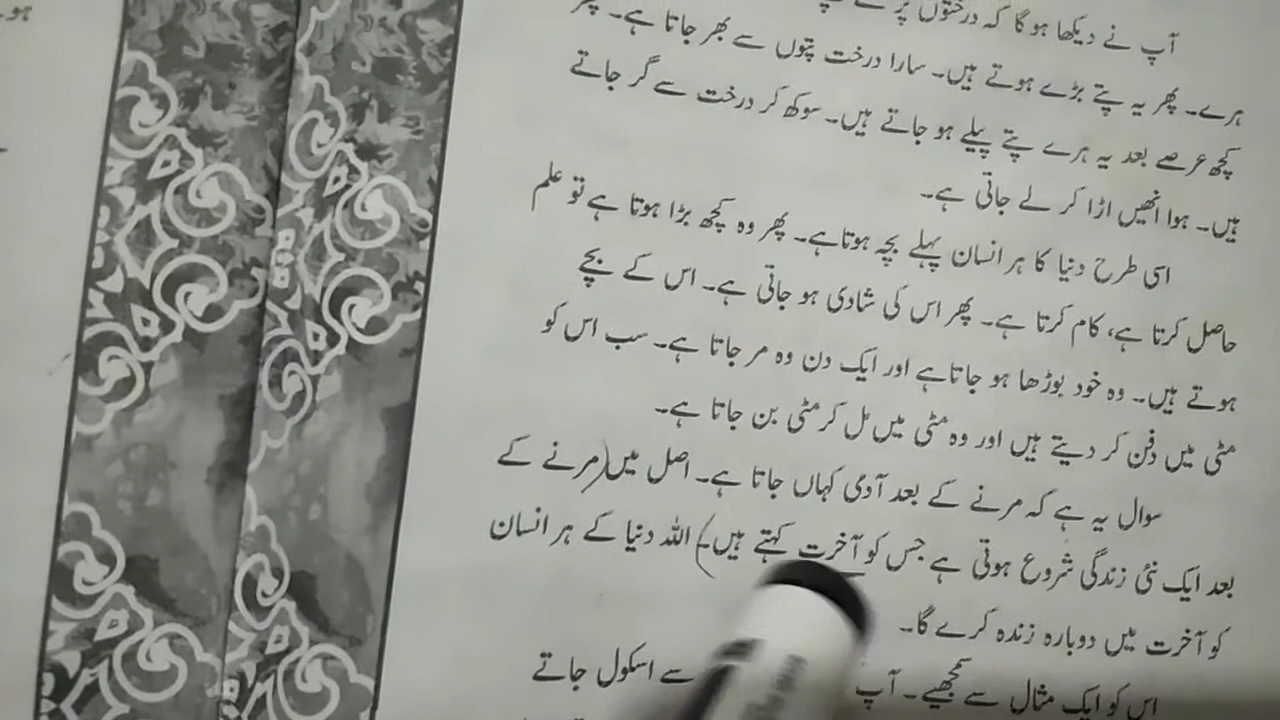 آپ نے دیکھا ہو گا کہ درختوں پر
ہرے۔ پھر یہ پتے بڑے ہوتے ہیں۔ سارا درخت پتوں سے بھر جاتا ہے۔ پھر
کچھ عرصے بعد یہ ہرے پتے پیلے ہو جاتے ہیں۔ سوکھ کر درخت سے گر جاتے
ہیں۔ ہوا انھیں اڑا کر لے جاتی ہے۔
اسی طرح دنیا کا ہر انسان پہلے بچہ ہوتا ہے۔ پھر وہ کچھ بڑا ہوتا ہے تو علم
حاصل کرتا ہے، کام کرتا ہے۔ پھر اس کی شادی ہو جاتی ہے۔ اس کے بچے
ہوتے ہیں۔ وہ خود بوڑھا ہو جاتا ہے اور ایک دن وہ مر جاتا ہے۔ سب اس کو
مٹی میں دفن کر دیتے ہیں اور وہ مٹی میں مل کر مٹی بن جاتا ہے۔
سوال یہ ہے کہ مرنے کے بعد آدمی کہاں جاتا ہے۔ اصل میں (مرنے کے
بعد ایک نئی زندگی شروع ہوتی ہے جس کو آخرت کہتے ہیں۔) اللہ دنیا کے ہر انسان
کو آخرت میں دوبارہ زندہ کرے گا۔
اس کو ایک مثال سے سمجھیے۔ آپ سے اسکول جاتے